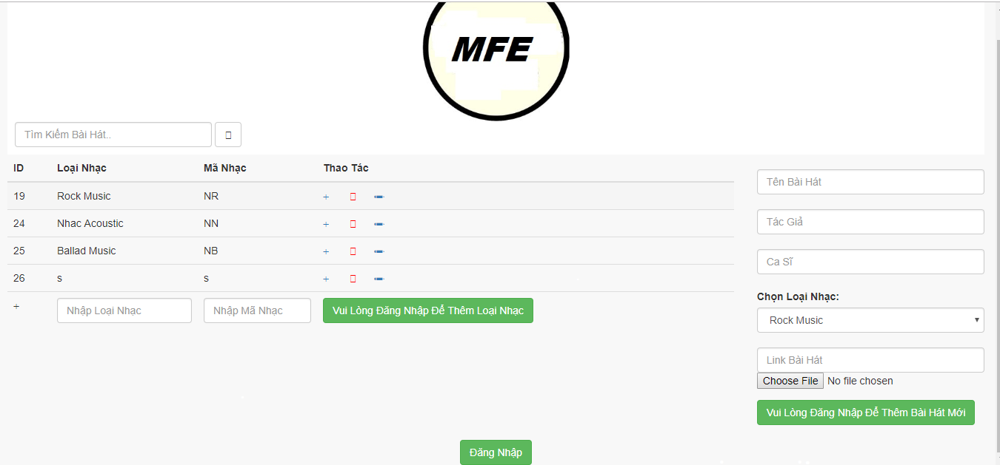 MFE
Tìm Kiếm Bài Hát..
ID Loại Nhạc Mã Nhạc Thao Tác
19 Rock Music NR +
24 Nhac Acoustic NN +
25 Ballad Music NB +
26 s s +
+ Nhập Loại Nhạc Nhập Mã Nhạc Vui Lòng Đăng Nhập Để Thêm Loại Nhạc
Tên Bài Hát
Tác Giả
Ca Sĩ
Chọn Loại Nhạc:
Rock Music
Link Bài Hát
Choose File No file chosen
Vui Lòng Đăng Nhập Để Thêm Bài Hát Mới
Đăng Nhập